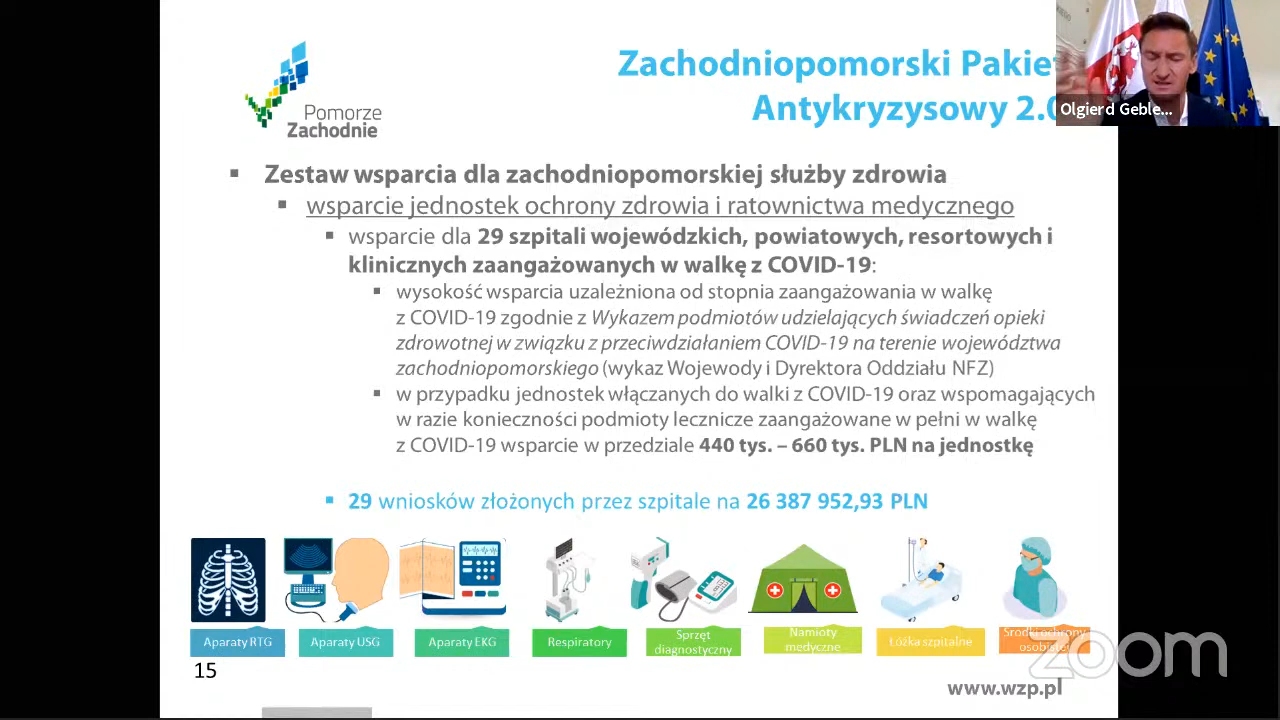 Pomorze
Zachodnie
Zachodniopomorski Pakie
Antykryzysowy 2.0
Olgierd Geble...
Zestaw wsparcia dla zachodniopomorskiej służby zdrowia
wsparcie jednostek ochrony zdrowia i ratownictwa medycznego
wsparcie dla 29 szpitali wojewódzkich, powiatowych, resortowych i
klinicznych zaangażowanych w walkę z COVID-19:
wysokość wsparcia uzależniona od stopnia zaangażowania w walkę
z COVID-19 zgodnie z Wykazem podmiotów udzielających świadczeń opieki
zdrowotnej w związku z przeciwdziałaniem COVID-19 na terenie województwa
zachodniopomorskiego (wykaz Wojewody i Dyrektora Oddziału NFZ)
w przypadku jednostek włączanych do walki z COVID-19 oraz wspomagających
w razie konieczności podmioty lecznicze zaangażowane w pełni w walkę
z COVID-19 wsparcie w przedziale 440 tys. – 660 tys. PLN na jednostkę
29 wniosków złożonych przez szpitale na 26 387 952,93 PLN
Aparaty RTG
Aparaty USG
Aparaty EKG
Respiratory
Sprzęt
diagnostyczny
Namioty
medyczne
Łóżka szpitalne
Środki ochrony
osobistej
zoom
15
www.wzp.pl